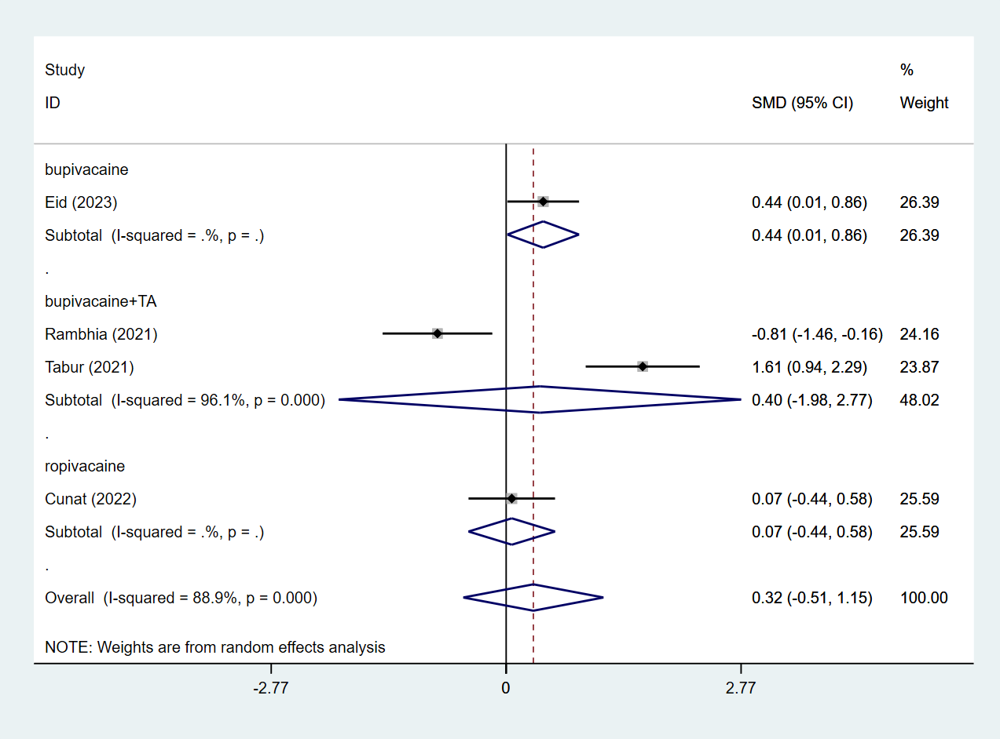 Study %
ID SMD (95% CI) Weight
bupivacaine
Eid (2023) 0.44 (0.01, 0.86) 26.39
Subtotal (I-squared = .%, p = .) 0.44 (0.01, 0.86) 26.39
.
bupivacaine+TA
Rambhia (2021) -0.81 (-1.46, -0.16) 24.16
Tabur (2021) 1.61 (0.94, 2.29) 23.87
Subtotal (I-squared = 96.1%, p = 0.000) 0.40 (-1.98, 2.77) 48.02
.
ropivacaine
Cunat (2022) 0.07 (-0.44, 0.58) 25.59
Subtotal (I-squared = .%, p = .) 0.07 (-0.44, 0.58) 25.59
.
Overall (I-squared = 88.9%, p = 0.000) 0.32 (-0.51, 1.15) 100.00
NOTE: Weights are from random effects analysis
-2.77 0 2.77